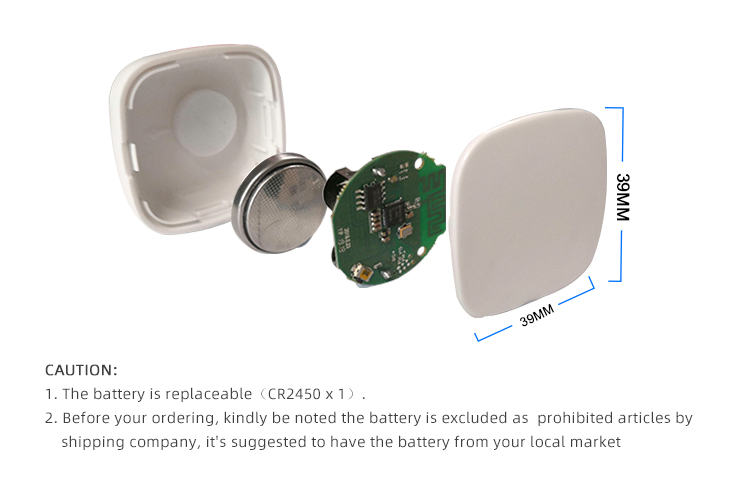 39MM
39MM
CAUTION:
1. The battery is replaceable（CR2450 x 1）.
2. Before your ordering, kindly be noted the battery is excluded as  prohibited articles by
shipping company, it's suggested to have the battery from your local market